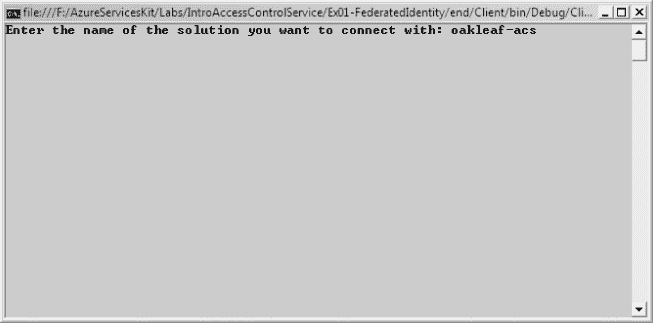 file:///F:/AzureServicesKit/Labs/IntroAccessControlService/Ex01-FederatedIdentity/end/Client/bin/Debug/Cli...
Enter the name of the solution you want to connect with: oakleaf-acs